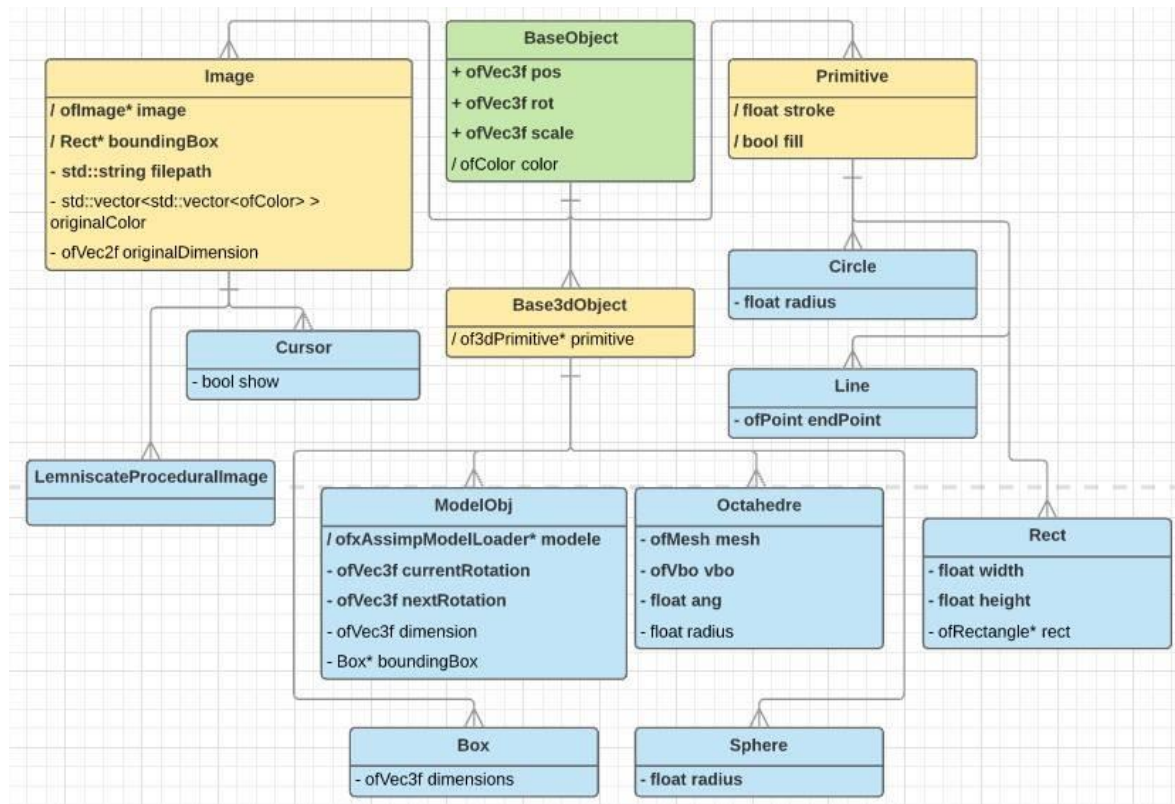 BaseObject
+ ofVec3f pos
+ ofVec3f rot
+ ofVec3f scale
/ ofColor color
Image
/ ofImage* image
/ Rect* boundingBox
- std::string filepath
- std::vector<std::vector<ofColor> >
originalColor
- ofVec2f originalDimension
Primitive
/ float stroke
/ bool fill
Circle
- float radius
Base3dObject
/ of3dPrimitive* primitive
Cursor
- bool show
Line
- ofPoint endPoint
LemniscateProceduralImage
ModelObj
/ ofxAssimpModelLoader* modele
- ofVec3f currentRotation
- ofVec3f nextRotation
- ofVec3f dimension
- Box* boundingBox
Octahedre
- ofMesh mesh
- ofVbo vbo
- float ang
- float radius
Rect
- float width
- float height
- ofRectangle* rect
Box
- ofVec3f dimensions
Sphere
- float radius